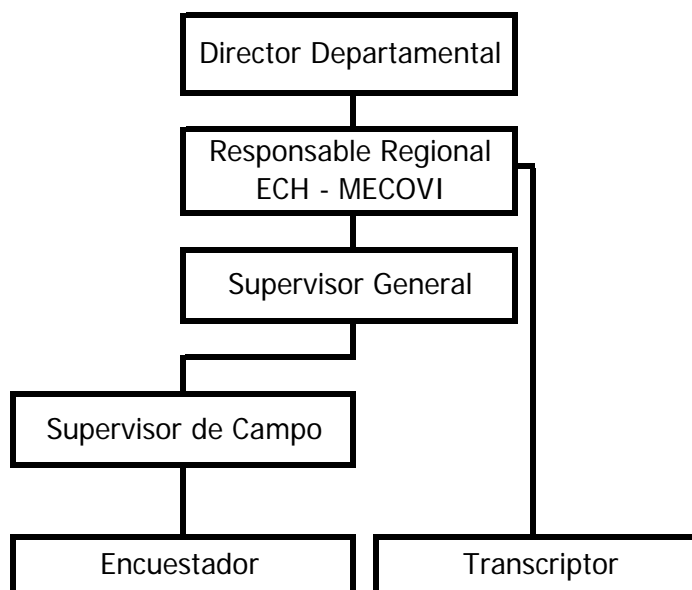 Director Departamental
Responsable Regional
ECH - MECOVI
Supervisor General
Supervisor de Campo
Encuestador
Transcriptor